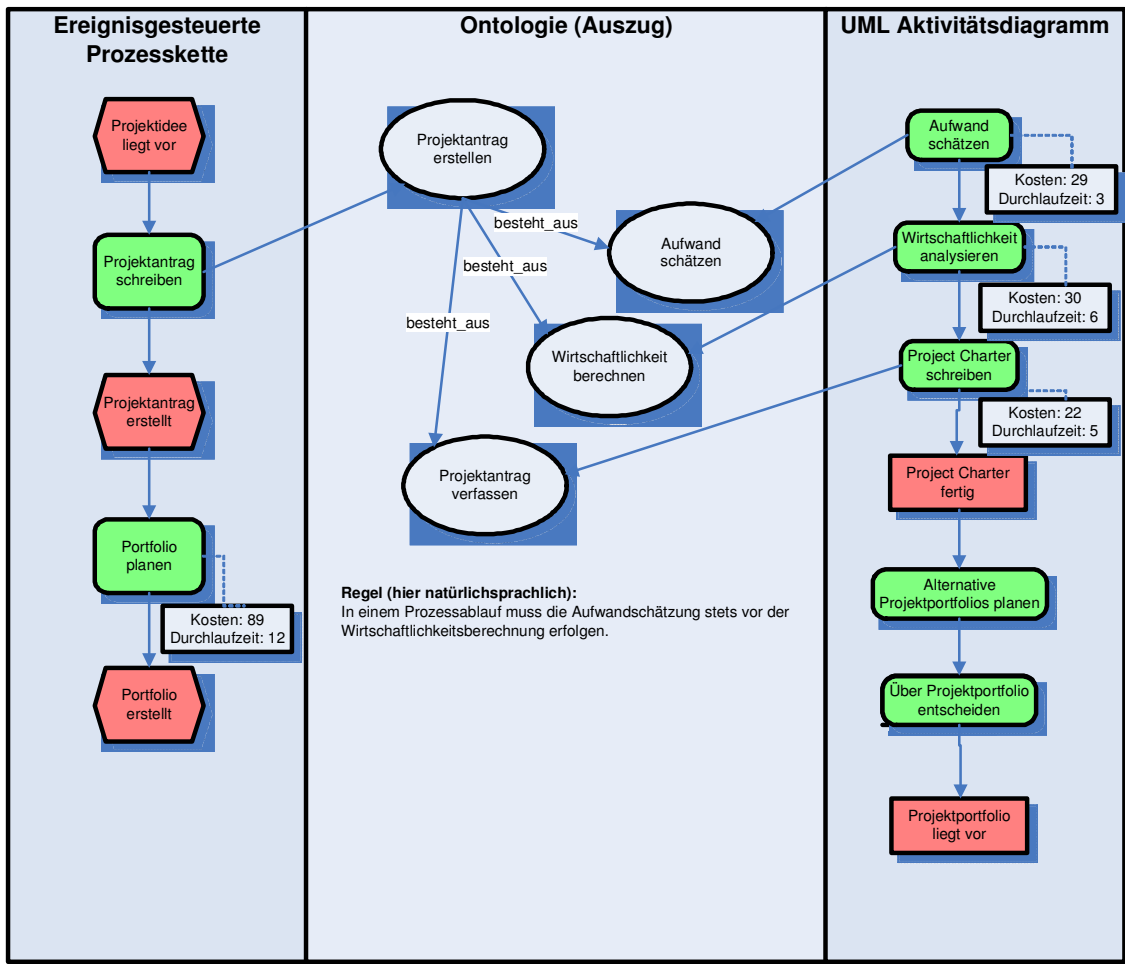 Ereignisgesteuerte
Prozesskette
Projektidee
liegt vor
Projektantrag
schreiben
Projektantrag
erstellt
Portfolio
planen
Kosten: 89
Durchlaufzeit: 12
Portfolio
erstellt
Ontologie (Auszug)
Projektantrag
erstellen
besteht_aus
besteht_aus
besteht_aus
Aufwand
schätzen
Wirtschaftlichkeit
berechnen
Projektantrag
verfassen
Regel (hier natürlichsprachlich):
In einem Prozessablauf muss die Aufwandschätzung stets vor der
Wirtschaftlichkeitsberechnung erfolgen.
UML Aktivitätsdiagramm
Aufwand
schätzen
Kosten: 29
Durchlaufzeit: 3
Wirtschaftlichkeit
analysieren
Kosten: 30
Durchlaufzeit: 6
Project Charter
schreiben
Kosten: 22
Durchlaufzeit: 5
Project Charter
fertig
Alternative
Projektportfolios planen
Über Projektportfolio
entscheiden
Projektportfolio
liegt vor